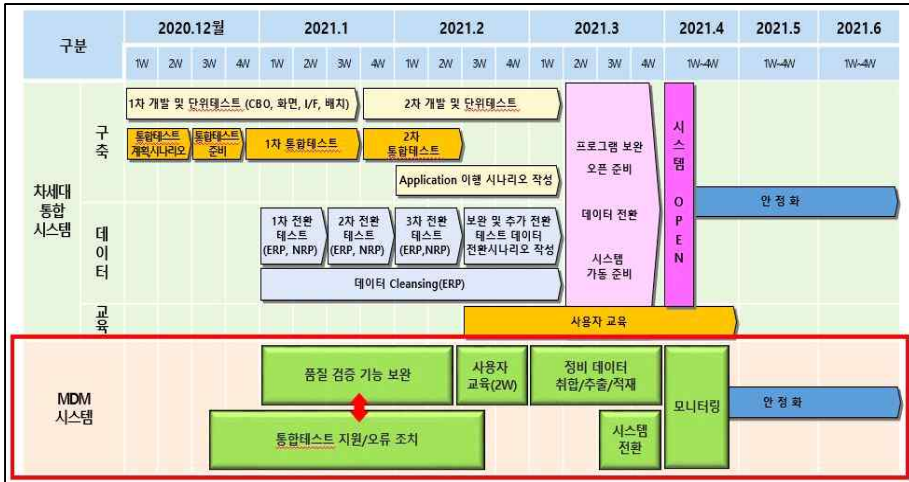 구분
2020.12월
2021.1
2021.2
2021.3
2021.4
2021.5
2021.6
1W 2W 3W 4W 1W 2W 3W 4W 1W 2W 3W 4W 1W 2W 3W 4W 1W~4W 1W~4W 1W~4W
차세대
통합
시스템
구축
1차 개발 및 단위테스트 (CBO, 화면, I/F, 배치)
2차 개발 및 단위테스트
통합테스트
계획시나리오
통합테스트
준비
1차 통합테스트
2차
통합테스트
Application 이행 시나리오 작성
프로그램 보완
오픈 준비
데이터 전환
시스템
가동 준비
시스템 OPEN
안 정 화
데이터
1차 전환
테스트
(ERP, NRP)
2차 전환
테스트
(ERP, NRP)
3차 전환
테스트
(ERP,NRP)
보완 및 추가 전환
테스트 데이터
전환시나리오 작성
데이터 Cleansing(ERP)
교육
사용자 교육
MDM
시스템
품질 검증 기능 보완
사용자
교육(2W)
정비 데이터
취합/추출/적재
모니터링
안 정 화
통합테스트 지원/오류 조치
시스템
전환